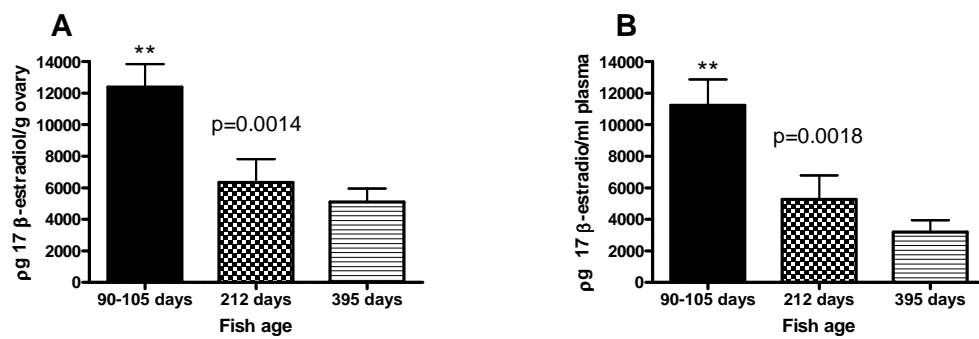 A
ρg 17 β-estradiol/g ovary
14000
12000
10000
8000
6000
4000
2000
0
**
p=0.0014
90-105 days 212 days 395 days
Fish age
B
ρg 17 β-estradio/ml plasma
14000
12000
10000
8000
6000
4000
2000
0
**
p=0.0018
90-105 days 212 days 395 days
Fish age